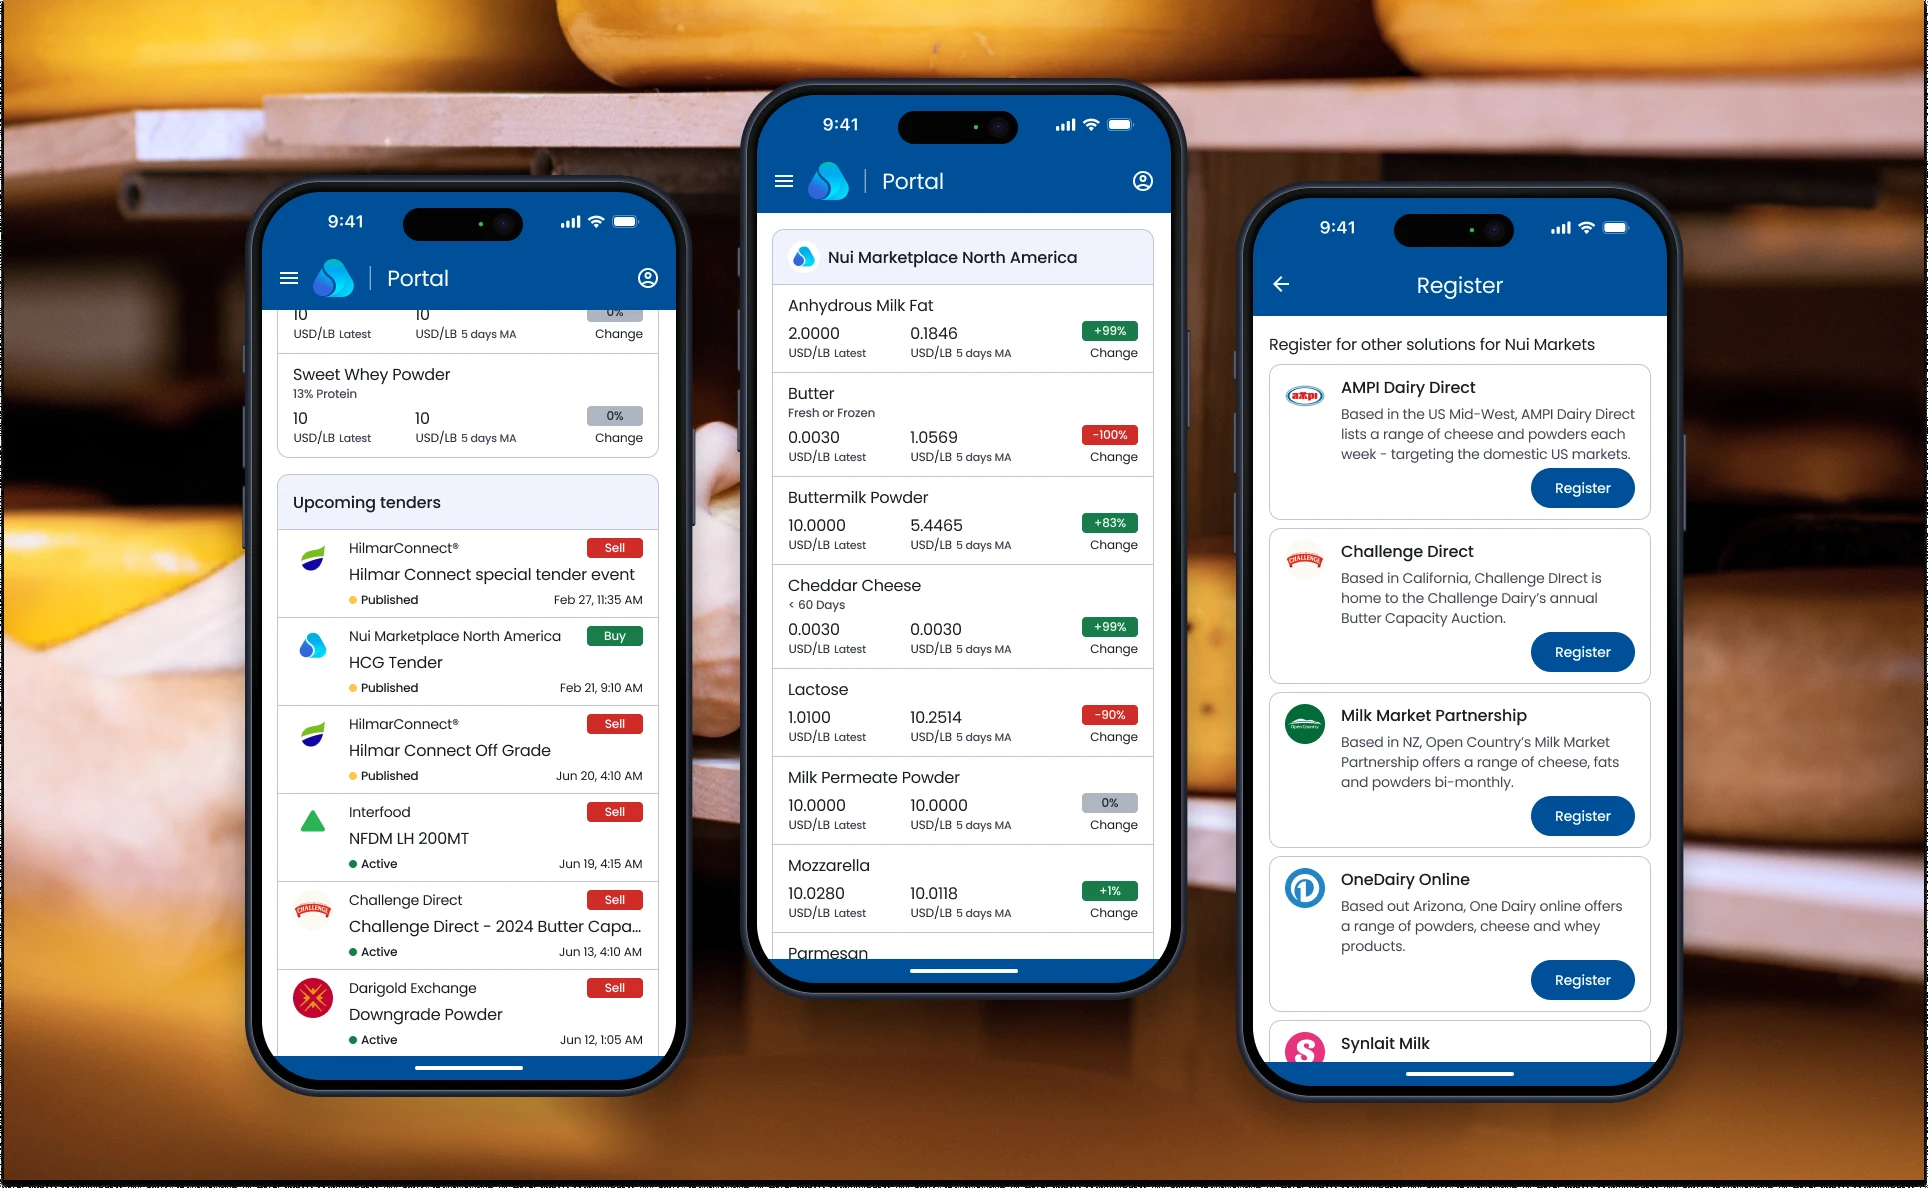 9:41
Portal
10
10
0%
USD/LB Latest
USD/LB 5 days MA
Change
Sweet Whey Powder
13% Protein
10
10
0%
USD/LB Latest
USD/LB 5 days MA
Change
Upcoming tenders
HilmarConnect®
Sell
Hilmar Connect special tender event
Published
Feb 27, 11:35 AM
Nui Marketplace North America
Buy
HCG Tender
Published
Feb 21, 9:10 AM
HilmarConnect®
Sell
Hilmar Connect Off Grade
Published
Jun 20, 4:10 AM
Interfood
Sell
NFDM LH 200MT
Active
Jun 19, 4:15 AM
CHALLENGE
Challenge Direct
Sell
Challenge Direct - 2024 Butter Capa...
Active
Jun 13, 4:10 AM
Darigold Exchange
Sell
Downgrade Powder
Active
Jun 12, 1:05 AM
9:41
Portal
Nui Marketplace North America
Anhydrous Milk Fat
2.0000
0.1846
+99%
USD/LB Latest
USD/LB 5 days MA
Change
Butter
Fresh or Frozen
0.0030
1.0569
-100%
USD/LB Latest
USD/LB 5 days MA
Change
Buttermilk Powder
10.0000
5.4465
+83%
USD/LB Latest
USD/LB 5 days MA
Change
Cheddar Cheese
< 60 Days
0.0030
0.0030
+99%
USD/LB Latest
USD/LB 5 days MA
Change
Lactose
1.0100
10.2514
-90%
USD/LB Latest
USD/LB 5 days MA
Change
Milk Permeate Powder
10.0000
10.0000
0%
USD/LB Latest
USD/LB 5 days MA
Change
Mozzarella
10.0280
10.0118
+1%
USD/LB Latest
USD/LB 5 days MA
Change
Parmesan
9:41
Register
Register for other solutions for Nui Markets
ampi
AMPI Dairy Direct
Based in the US Mid-West, AMPI Dairy Direct
lists a range of cheese and powders each
week - targeting the domestic US markets.
Register
CHALLENGE
Challenge Direct
Based in California, Challenge DIrect is
home to the Challenge Dairy's annual
Butter Capacity Auction.
Register
Open Country
Milk Market Partnership
Based in NZ, Open Country's Milk Market
Partnership offers a range of cheese, fats
and powders bi-monthly.
Register
OneDairy Online
Based out Arizona, One Dairy online offers
a range of powders, cheese and whey
products.
Register
S
Synlait Milk